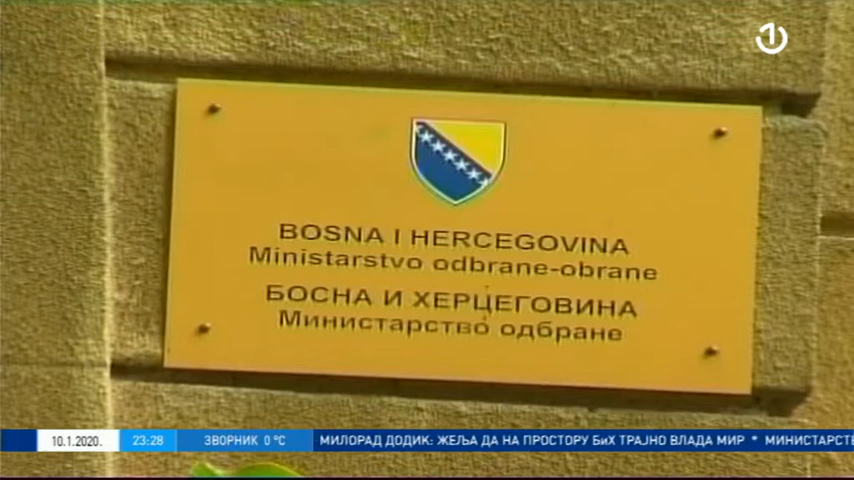 BOSNA I HERCEGOVINA
Ministarstvo odbrane-obrane
БОСНА И ХЕРЦЕГОВИНА
Министарство одбране
10.1.2020. 23:28 ЗВОРНИК 0 °C МИЛОРАД ДОДИК: ЖЕЉА ДА НА ПРОСТОРУ БиХ ТРАЈНО ВЛАДА МИР * МИНИСТАРСТВ